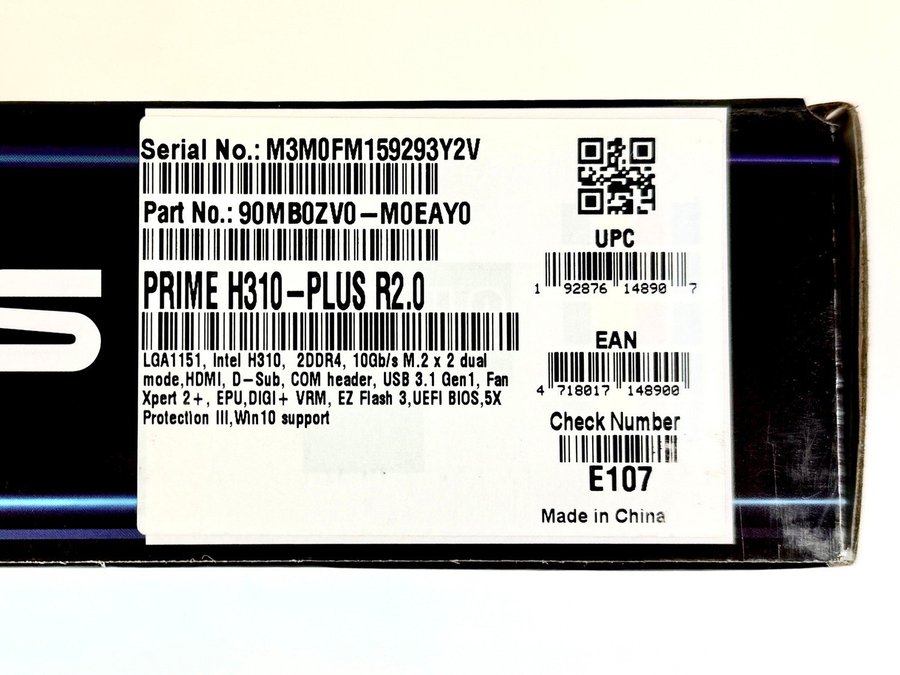 Serial No.: M3M0FM159293Y2V
Part No.: 90MB0ZV0-M0EAY0
PRIME H310-PLUS R2.0
LGA1151, Intel H310, 2DDR4, 10Gb/s M.2 x 2 dual
mode,HDMI, D-Sub, COM header, USB 3.1 Gen1, Fan
Xpert 2+, EPU,DIGI+ VRM, EZ Flash 3,UEFI BIOS,5X
Protection III,Win10 support
UPC
1 92876 14890 7
EAN
4 718017 148900
Check Number
E107
Made in China
S